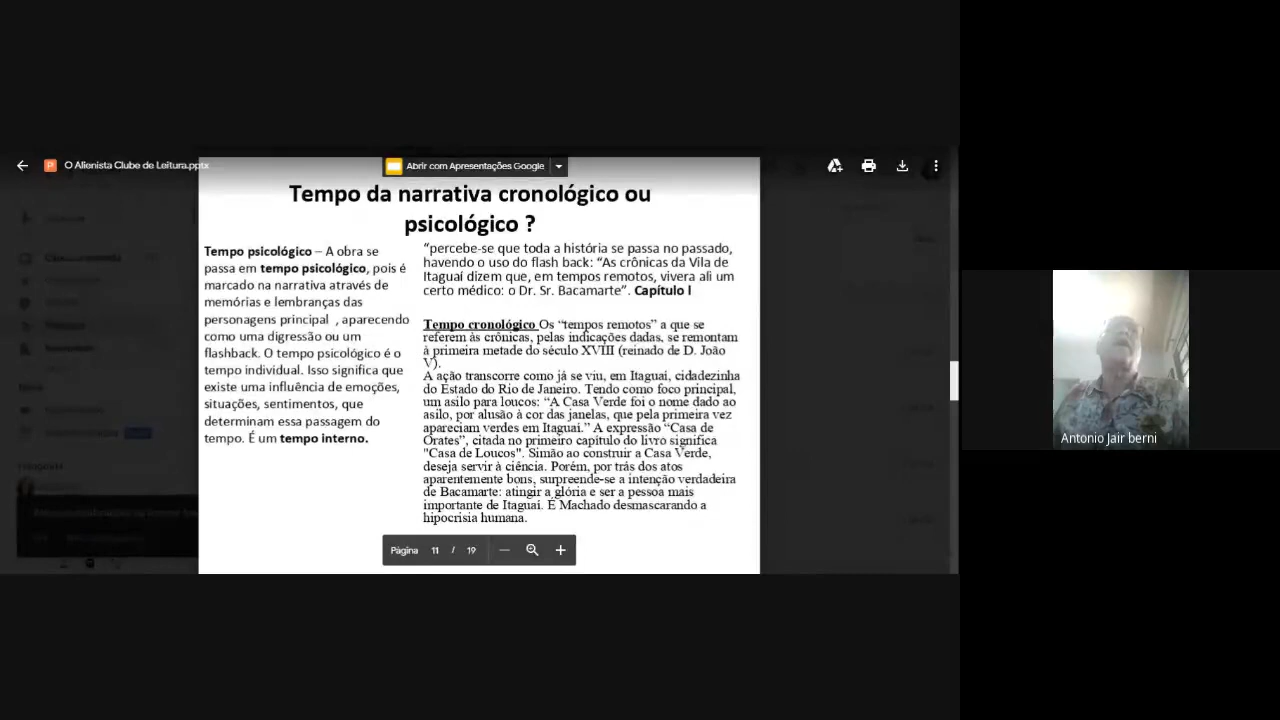 O Alienista Clube de Leitura.pptx
Abrir com Apresentações Google
Tempo da narrativa cronológico ou
psicológico ?
Tempo psicológico – A obra se
passa em tempo psicológico, pois é
marcado na narrativa através de
memórias e lembranças das
personagens principal , aparecendo
como uma digressão ou um
flashback. O tempo psicológico é o
tempo individual. Isso significa que
existe uma influência de emoções,
situações, sentimentos, que
determinam essa passagem do
tempo. É um tempo interno.
“percebe-se que toda a história se passa no passado,
havendo o uso do flash back: “As crônicas da Vila de
Itaguaí dizem que, em tempos remotos, vivera ali um
certo médico: o Dr. Sr. Bacamarte”. Capítulo I
Tempo cronológico Os “tempos remotos” a que se
referem às crônicas, pelas indicações dadas, se remontam
à primeira metade do século XVIII (reinado de D. João
V).
A ação transcorre como já se viu, em Itaguai, cidadezinha
do Estado do Rio de Janeiro. Tendo como foco principal,
um asilo para loucos: “A Casa Verde foi o nome dado ao
asilo, por alusão à cor das janelas, que pela primeira vez
apareciam verdes em Itaguaí.” A expressão “Casa de
Orates”, citada no primeiro capítulo do livro significa
"Casa de Loucos". Simão ao construir a Casa Verde,
deseja servir à ciência. Porém, por trás dos atos
aparentemente bons, surpreende-se a intenção verdadeira
de Bacamarte: atingir a glória e ser a pessoa mais
importante de Itaguaí. É Machado desmascarando a
hipocrisia humana.
Página 11 / 19
Antonio Jair berni